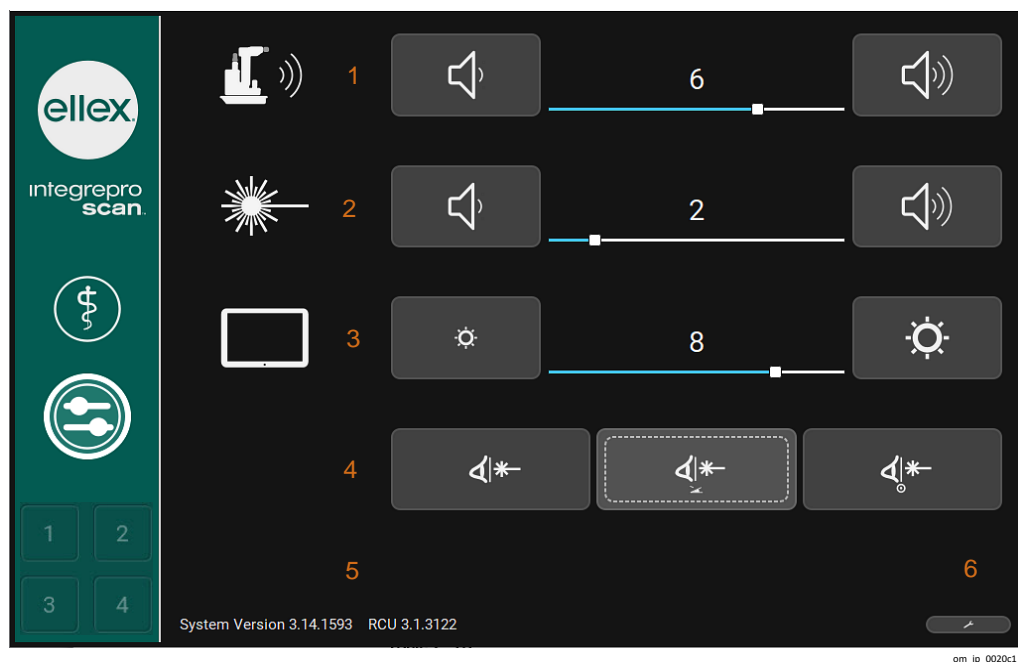 1
6
ellex
integrepro
scan
2
2
3
8
4
1 2
5
6
3 4
System Version 3.14.1593 RCU 3.1.3122
om_ip_0020c1